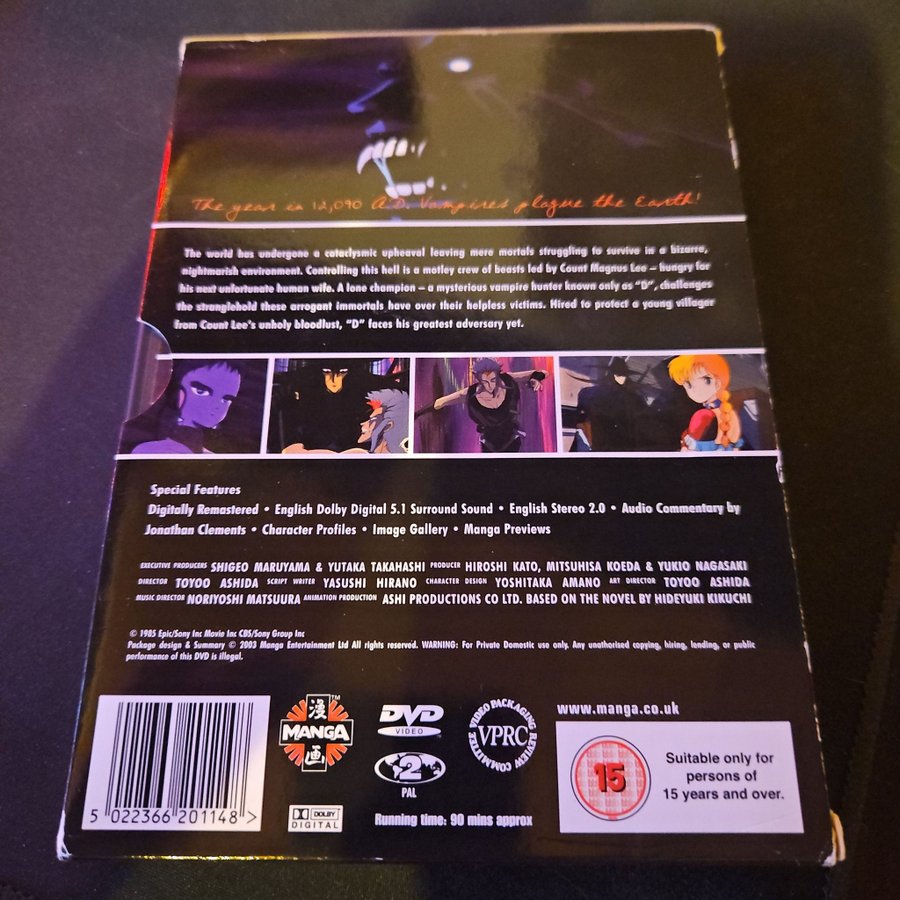 The year is 12,090 A.D. Vampires plague the Earth!
The world has undergone a cataclysmic upheaval leaving mere mortals struggling to survive in a bizarre,
nightmarish environment. Controlling this hell is a motley crew of beasts led by Count Magnus Lee – hungry for
his next unfortunate human wife. A lone champion – a mysterious vampire hunter known only as "D", challenges
the stranglehold these arrogant immortals have over their helpless victims. Hired to protect a young villager
from Count Lee's unholy bloodlust, "D" faces his greatest adversary yet.
Special Features
Digitally Remastered • English Dolby Digital 5.1 Surround Sound • English Stereo 2.0 • Audio Commentary by
Jonathan Clements • Character Profiles • Image Gallery • Manga Previews
EXECUTIVE PRODUCERS SHIGEO MARUYAMA & YUTAKA TAKAHASHI PRODUCER HIROSHI KATO, MITSUHISA KOEDA & YUKIO NAGASAKI
DIRECTOR TOYOO ASHIDA SCRIPT WRITER YASUSHI HIRANO CHARACTER DESIGN YOSHITAKA AMANO ART DIRECTOR TOYOO ASHIDA
MUSIC DIRECTOR NORIYOSHI MATSUURA ANIMATION PRODUCTION ASHI PRODUCTIONS CO LTD. BASED ON THE NOVEL BY HIDEYUKI KIKUCHI
© 1985 Epic/Sony Inc Movie Inc CBS/Sony Group Inc
Package design & Summary © 2003 Manga Entertainment Ltd All rights reserved. WARNING: For Private Domestic use only. Any unauthorised copying, hiring, lending, or public
performance of this DVD is illegal.
5 022366 201148 >
漫
MANGA
画
TM
DOLBY
DIGITAL
DVD
VIDEO
2
PAL
Running time: 90 mins approx
VIDEO PACKAGING REVIEW COMMITTEE
VPRC
www.manga.co.uk
15
Suitable only for
persons of
15 years and over.